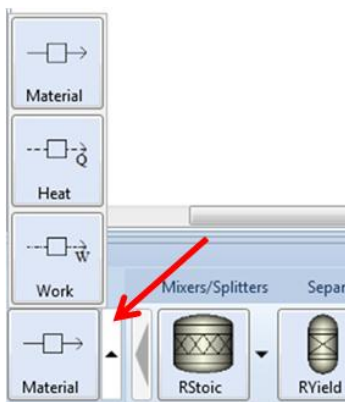 Material
Q
Heat
W
Work
Mixers/Splitters Separ
Material RStoic RYield